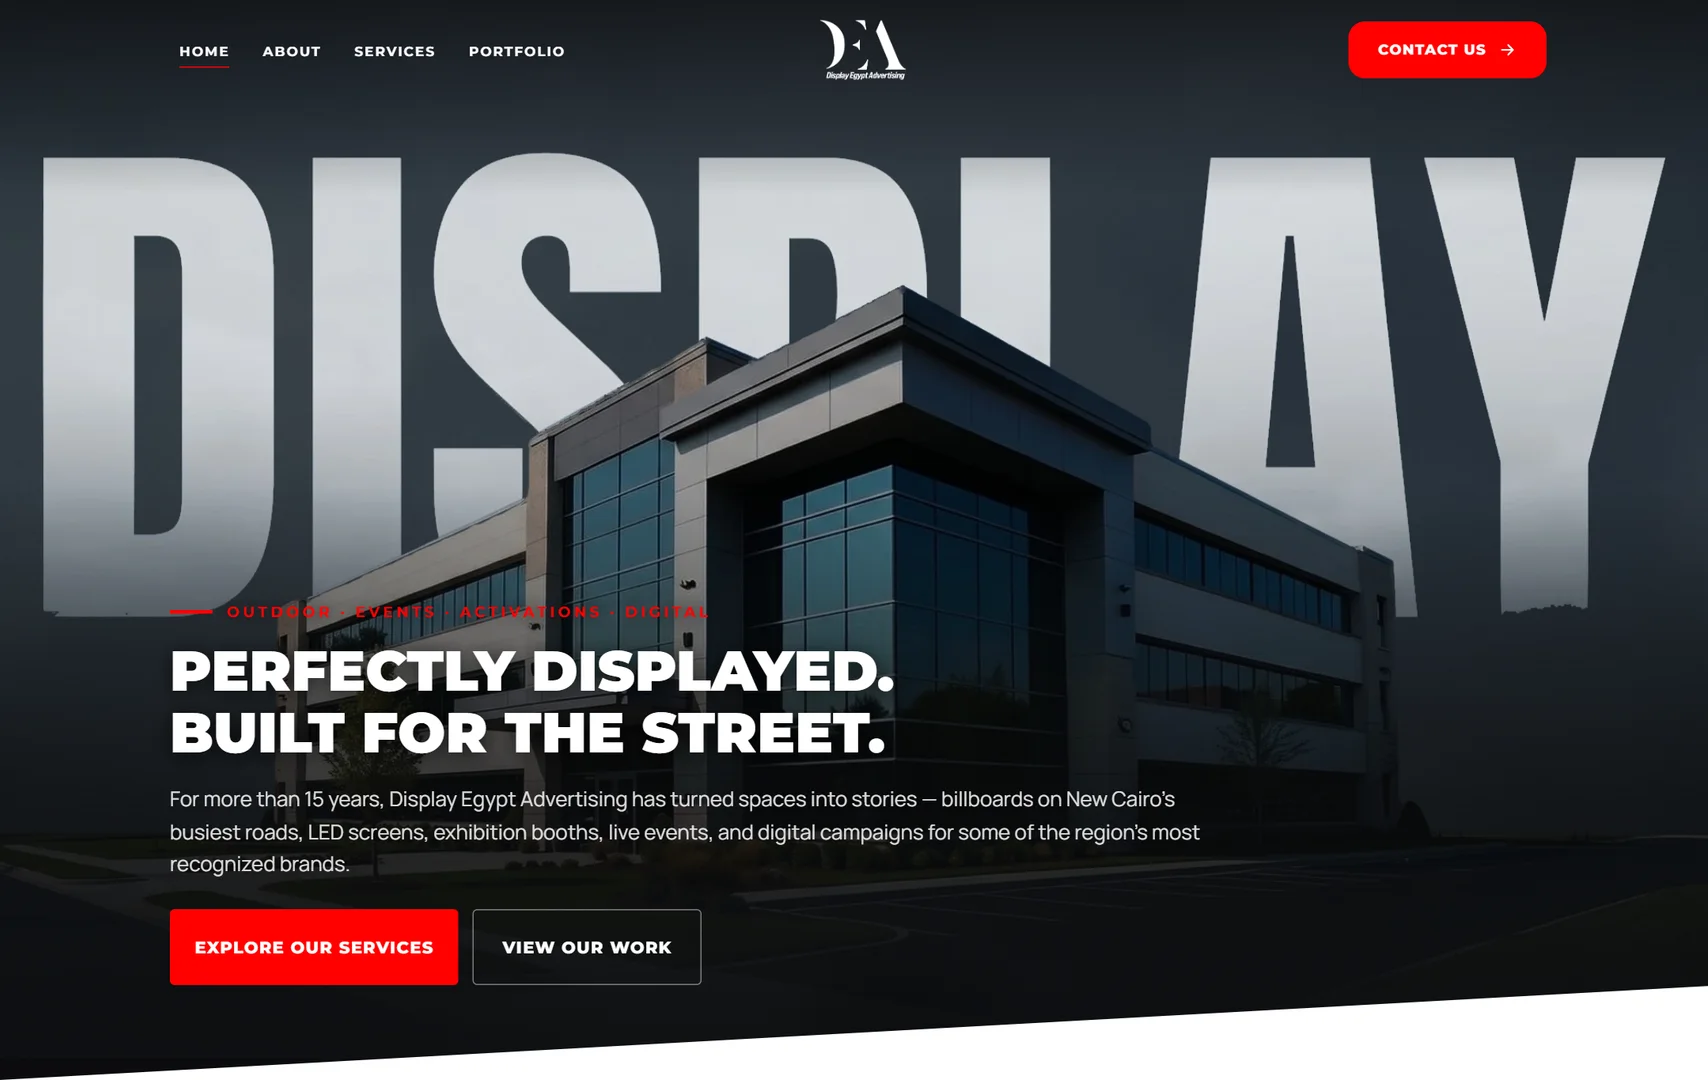 HOME ABOUT SERVICES PORTFOLIO
DEA
Display Egypt Advertising
CONTACT US →
DISPLAY
OUTDOOR · EVENTS · ACTIVATIONS · DIGITAL
PERFECTLY DISPLAYED.
BUILT FOR THE STREET.
For more than 15 years, Display Egypt Advertising has turned spaces into stories — billboards on New Cairo’s
busiest roads, LED screens, exhibition booths, live events, and digital campaigns for some of the region’s most
recognized brands.
EXPLORE OUR SERVICES
VIEW OUR WORK